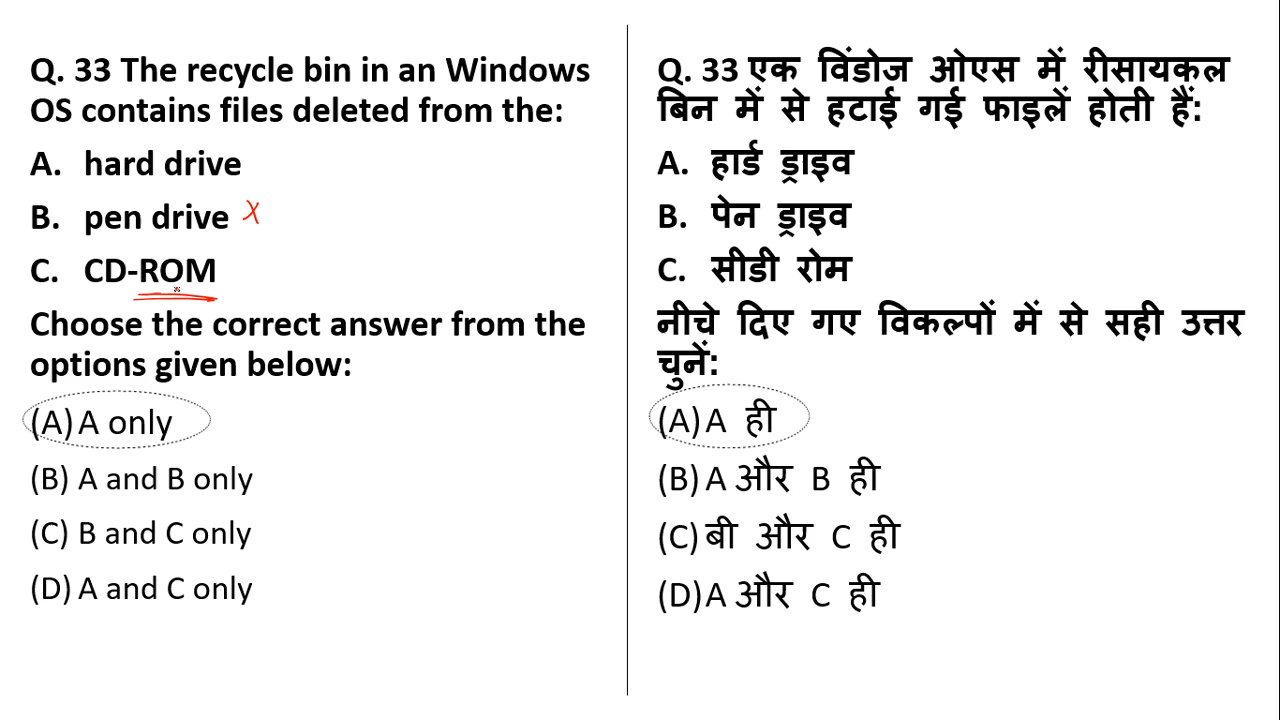 Q. 33 The recycle bin in an Windows
OS contains files deleted from the:
A. hard drive
B. pen drive X
C. CD-ROM
Choose the correct answer from the
options given below:
(A) A only
(B) A and B only
(C) B and C only
(D) A and C only
Q. 33 एक विंडोज ओएस में रीसायकल
बिन में से हटाई गई फाइलें होती हैं:
A. हार्ड ड्राइव
B. पेन ड्राइव
C. सीडी रोम
नीचे दिए गए विकल्पों में से सही उत्तर
चुनें:
(A) A ही
(B) A और B ही
(C) बी और C ही
(D) A और C ही